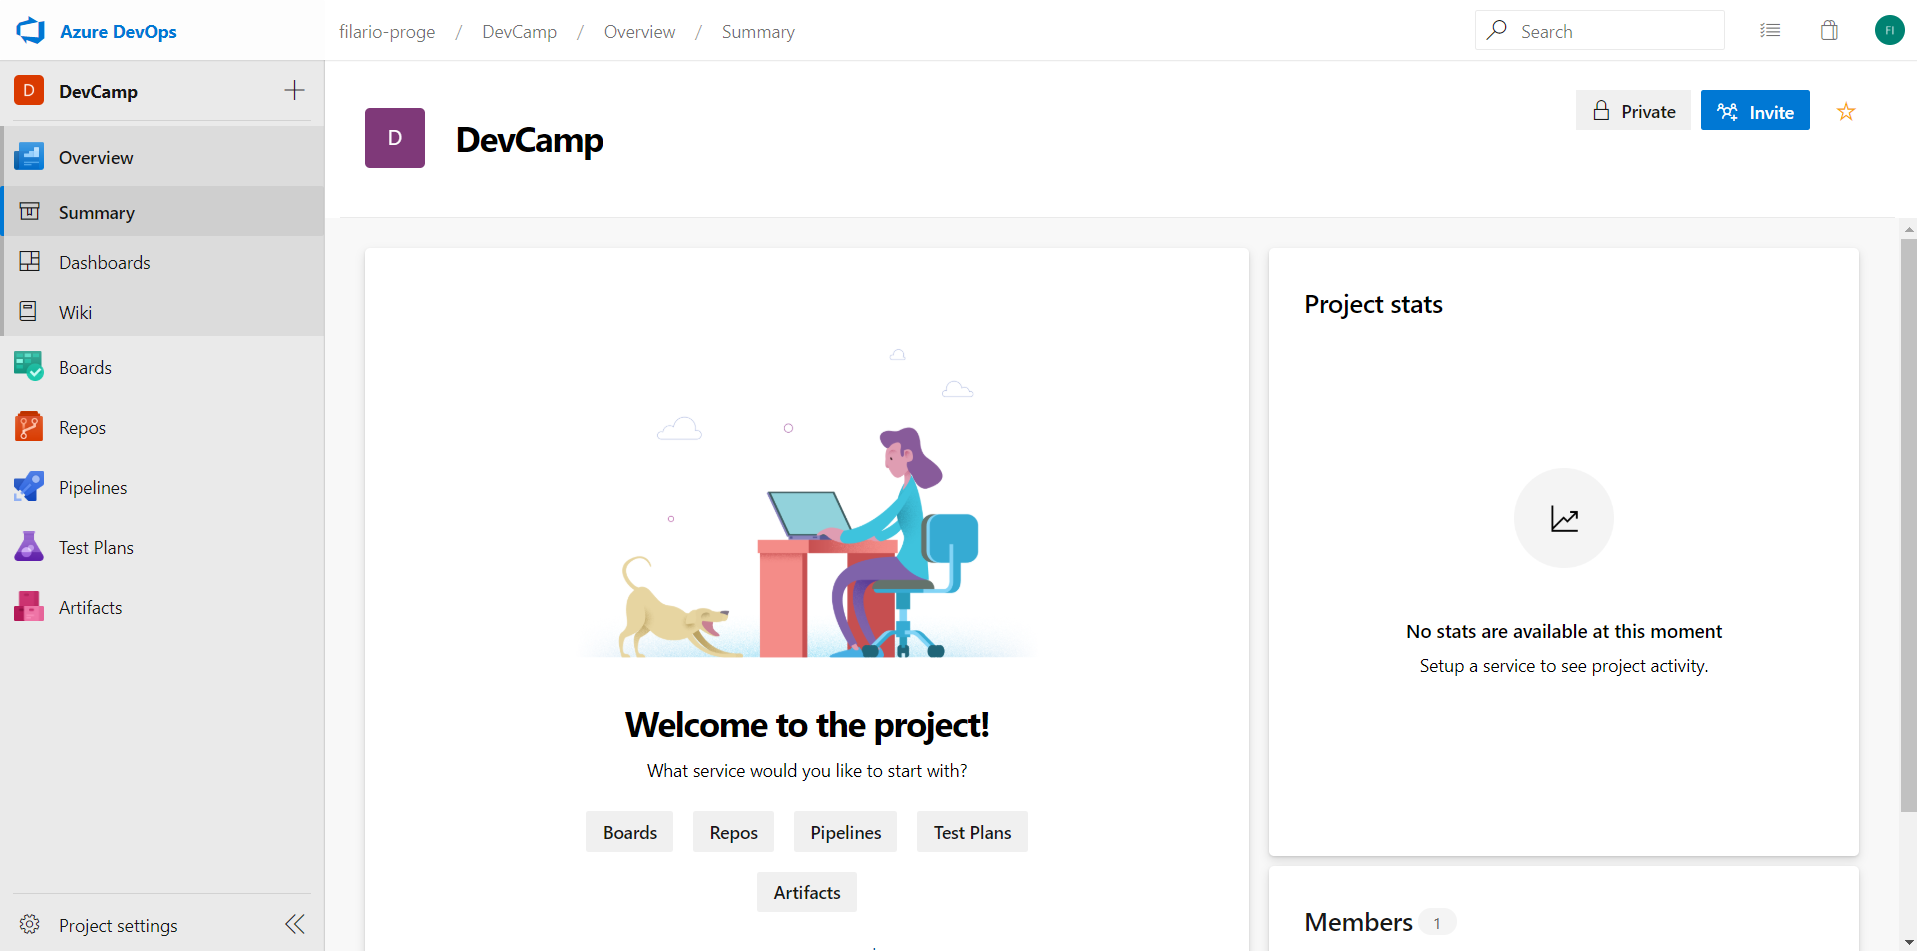 Azure DevOps
filario-proge / DevCamp / Overview / Summary
Search
FI
D DevCamp
Overview
Summary
Dashboards
Wiki
Boards
Repos
Pipelines
Test Plans
Artifacts
Project settings
D DevCamp
Private
Invite
Welcome to the project!
What service would you like to start with?
Boards Repos Pipelines Test Plans
Artifacts
Project stats
No stats are available at this moment
Setup a service to see project activity.
Members 1